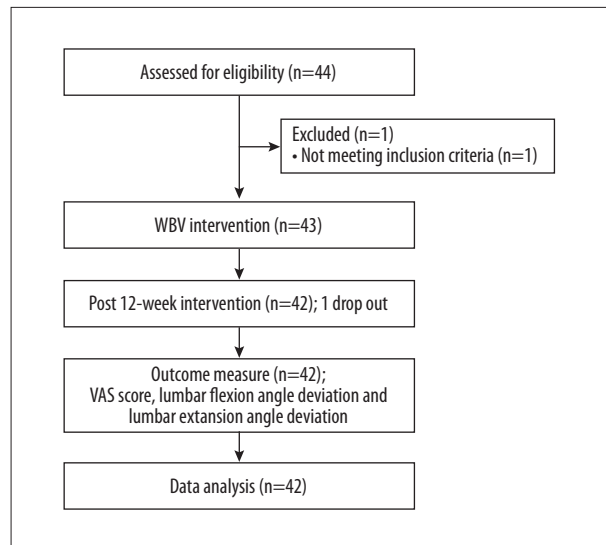 Assessed for eligibility (n=44)
Excluded (n=1)
• Not meeting inclusion criteria (n=1)
WBV intervention (n=43)
Post 12-week intervention (n=42); 1 drop out
Outcome measure (n=42);
VAS score, lumbar flexion angle deviation and
lumbar extansion angle deviation
Data analysis (n=42)